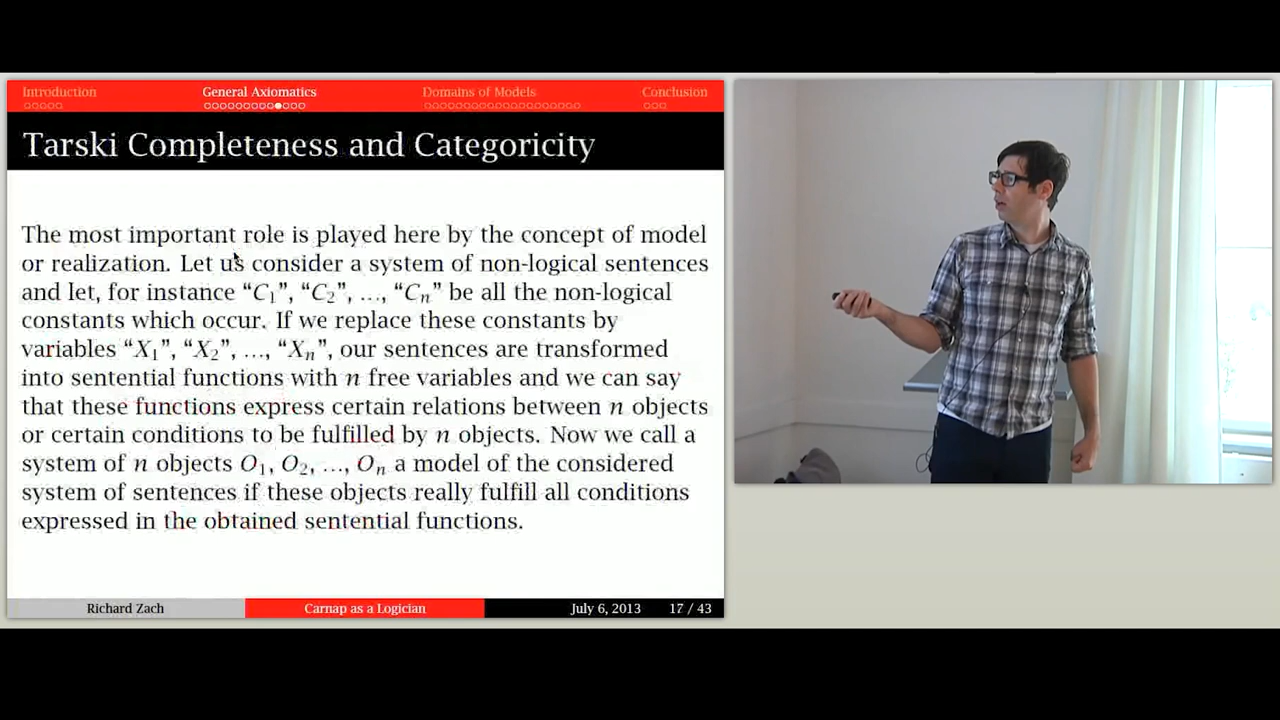 Introduction General Axiomatics Domains of Models Conclusion
Tarski Completeness and Categoricity
The most important role is played here by the concept of model
or realization. Let us consider a system of non-logical sentences
and let, for instance “C₁”, “C₂”, …, “Cₙ” be all the non-logical
constants which occur. If we replace these constants by
variables “X₁”, “X₂”, …, “Xₙ”, our sentences are transformed
into sentential functions with n free variables and we can say
that these functions express certain relations between n objects
or certain conditions to be fulfilled by n objects. Now we call a
system of n objects O₁, O₂, …, Oₙ a model of the considered
system of sentences if these objects really fulfill all conditions
expressed in the obtained sentential functions.
Richard Zach Carnap as a Logician July 6, 2013 17 / 43